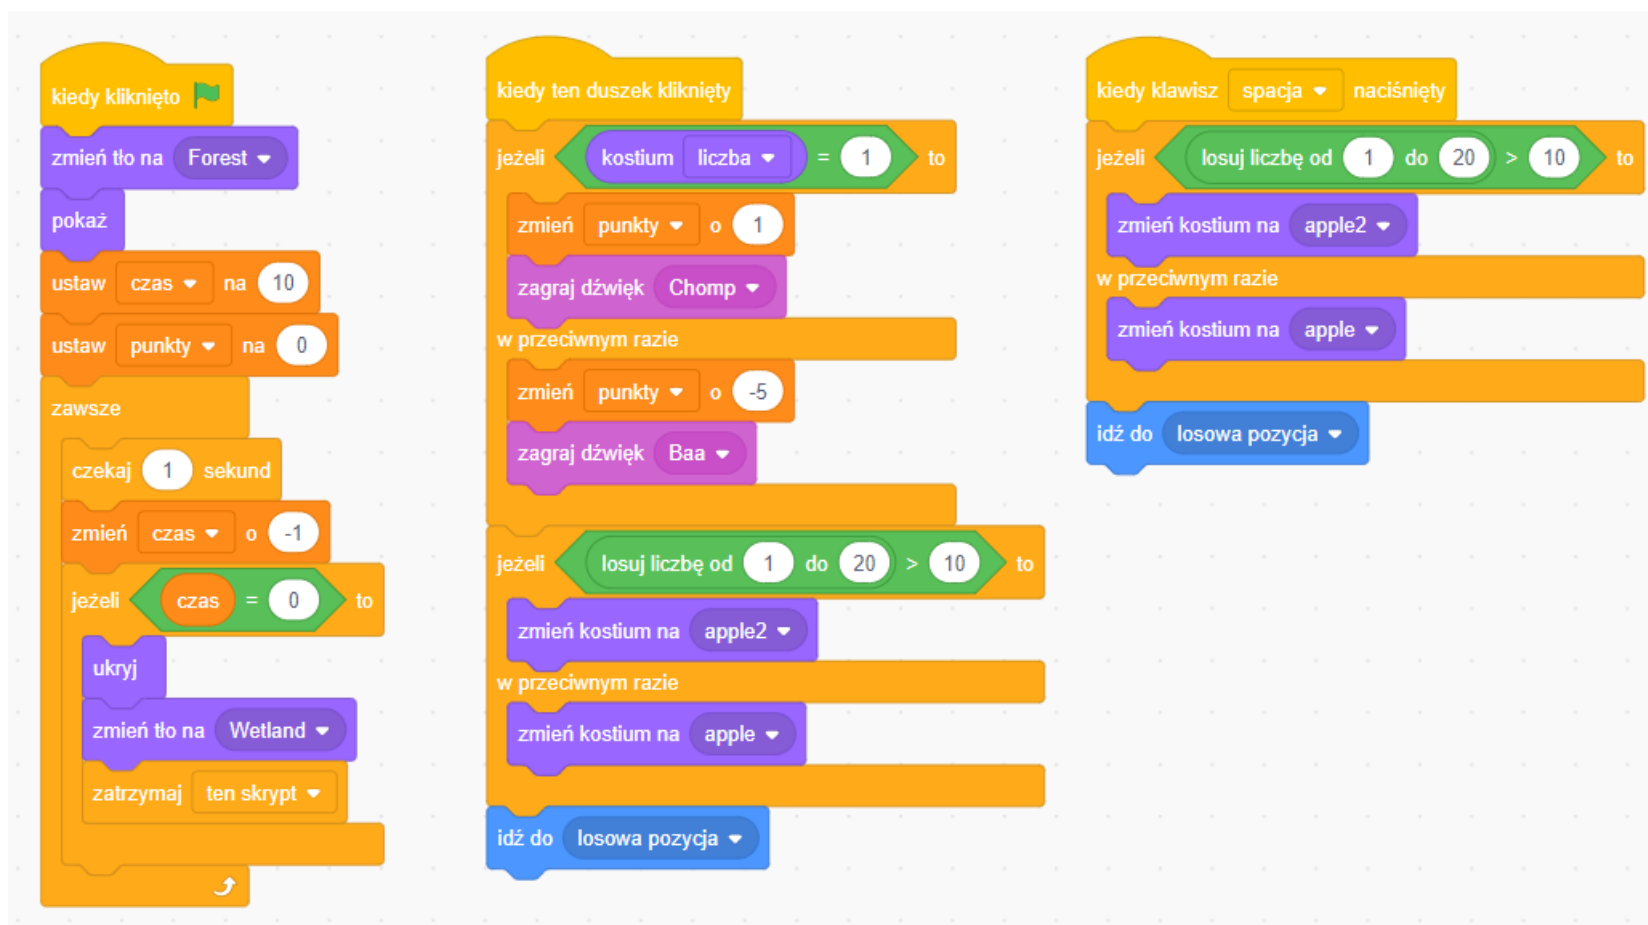 kiedy kliknięto
zmień tło na Forest
pokaż
ustaw czas na 10
ustaw punkty na 0
zawsze
czekaj 1 sekund
zmień czas o -1
jeżeli czas = 0 to
ukryj
zmień tło na Wetland
zatrzymaj ten skrypt
kiedy ten duszek kliknięty
jeżeli kostium liczba = 1 to
zmień punkty o 1
zagraj dźwięk Chomp
w przeciwnym razie
zmień punkty o -5
zagraj dźwięk Baa
jeżeli losuj liczbę od 1 do 20 > 10 to
zmień kostium na apple2
w przeciwnym razie
zmień kostium na apple
idź do losowa pozycja
kiedy klawisz spacja naciśnięty
jeżeli losuj liczbę od 1 do 20 > 10 to
zmień kostium na apple2
w przeciwnym razie
zmień kostium na apple
idź do losowa pozycja